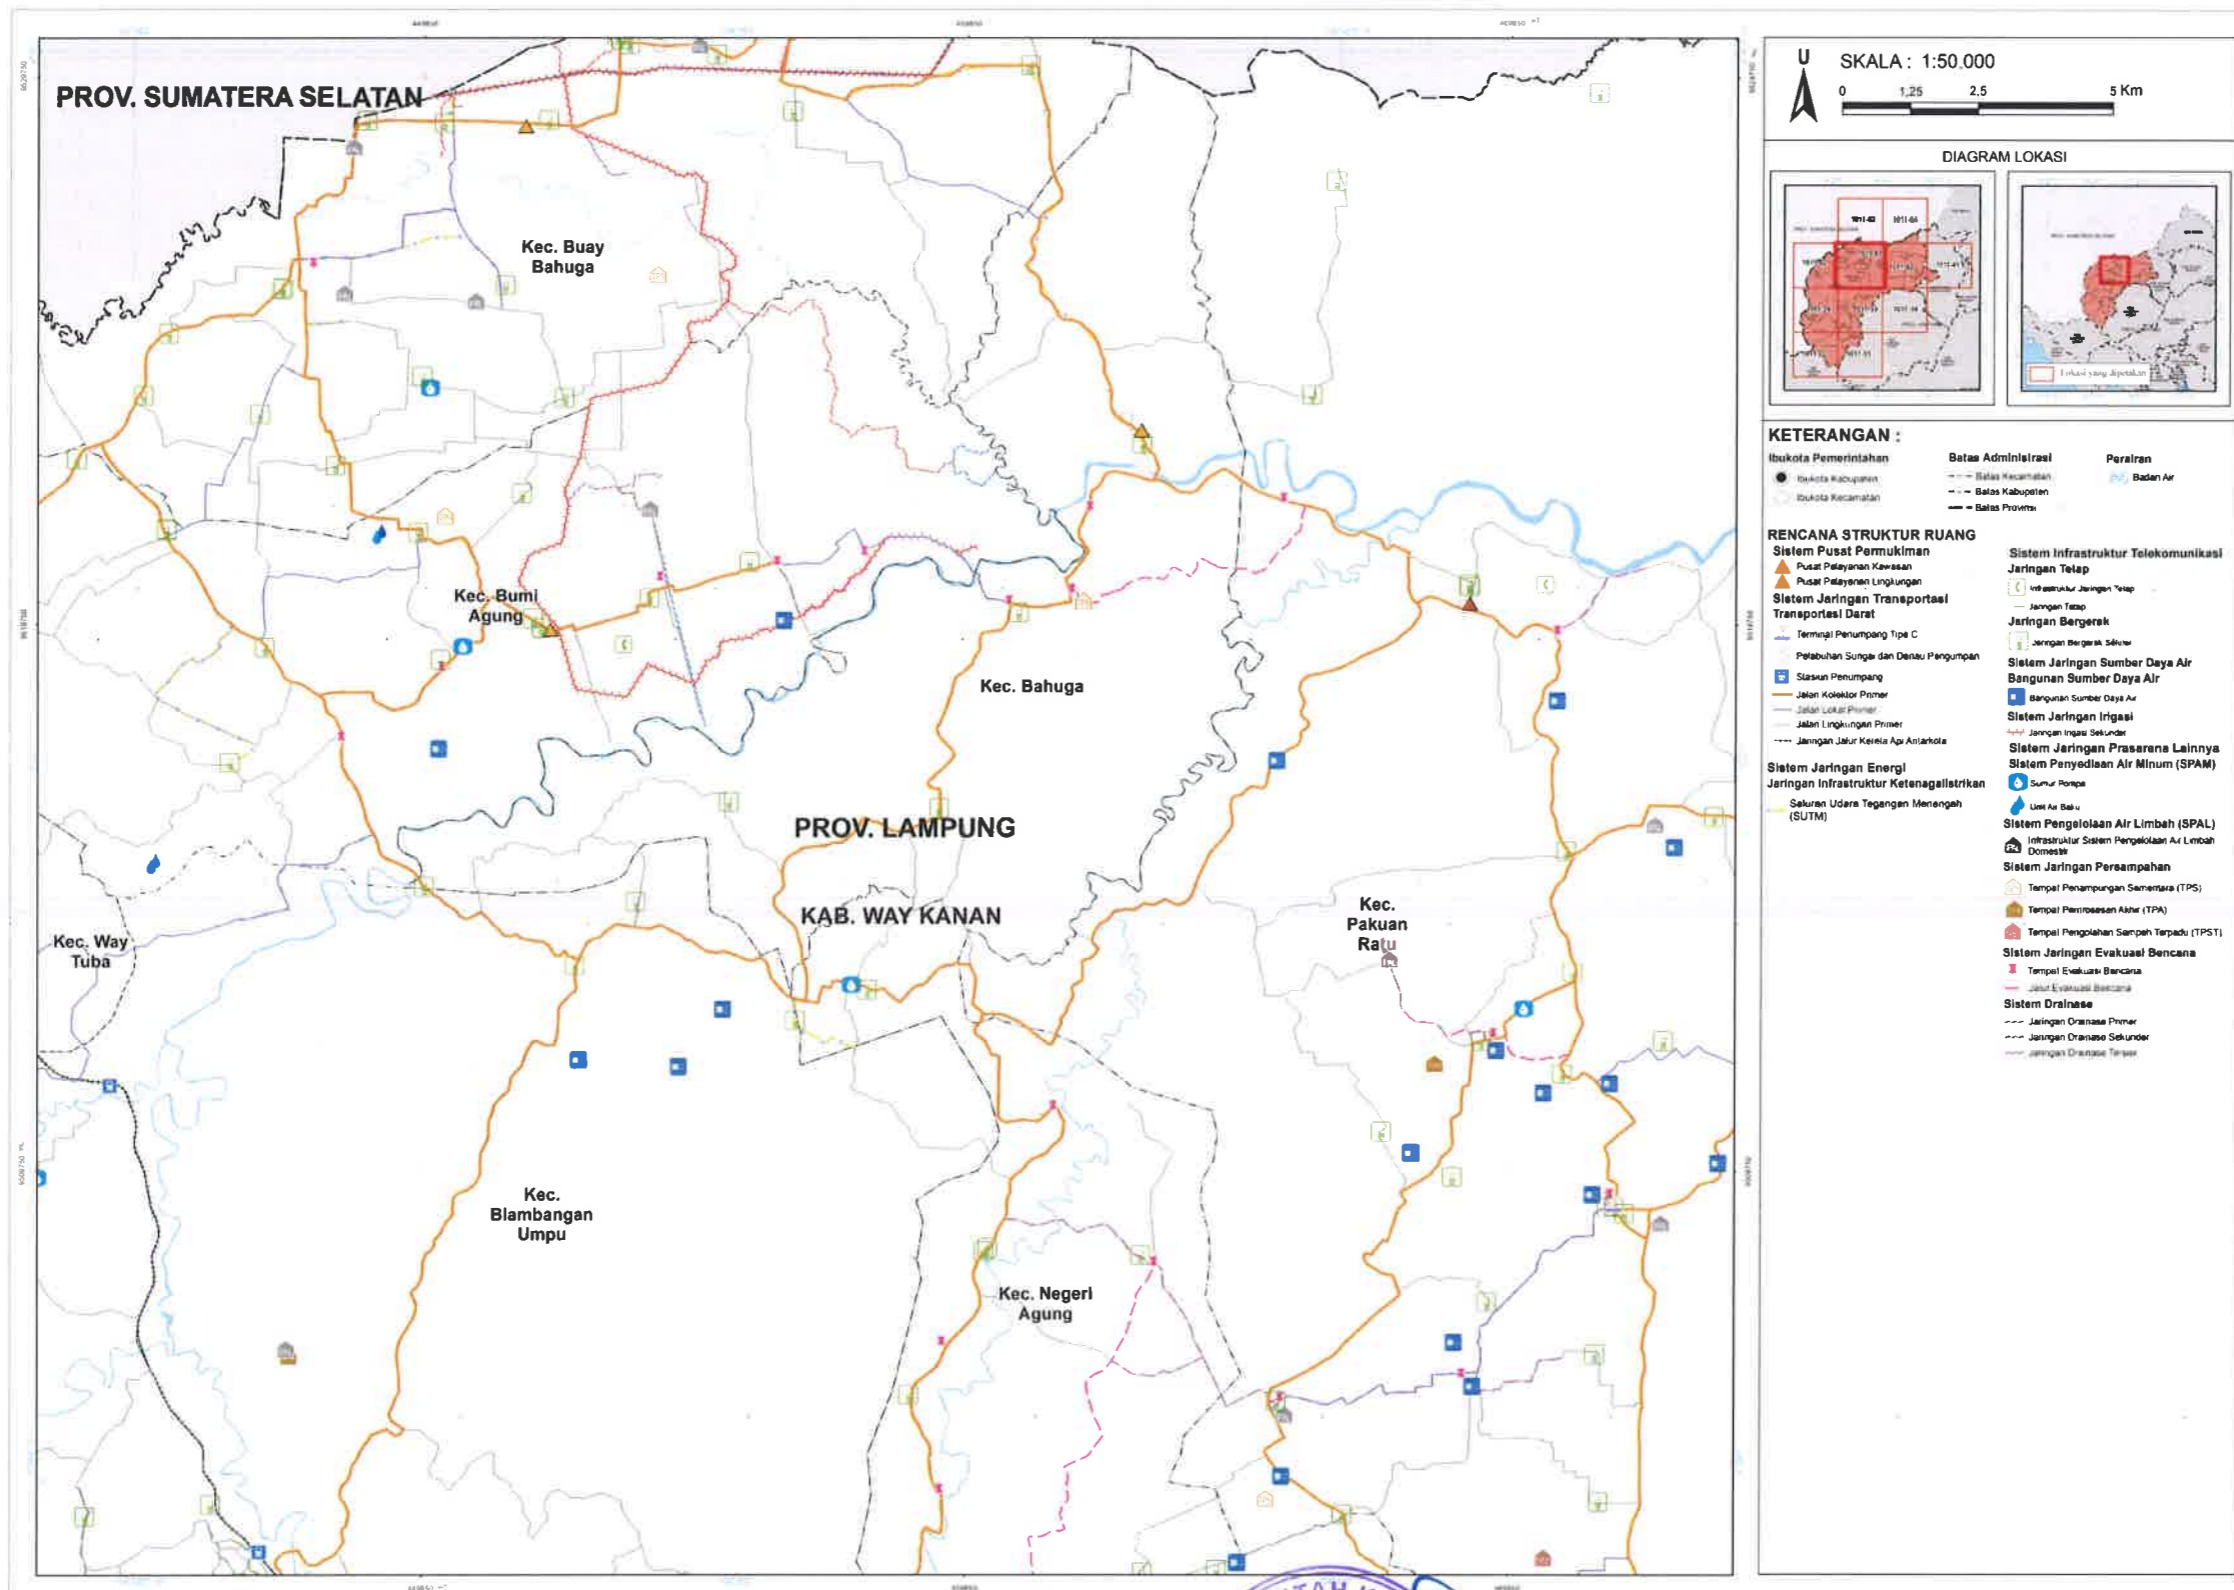 PROV. SUMATERA SELATAN
Kec. Buay
Bahuga
Kec. Bumi
Agung
Kec. Bahuga
PROV. LAMPUNG
KAB. WAY KANAN
Kec. Way
Tuba
Kec.
Pakuan
Ratu
Kec.
Blambangan
Umpu
Kec. Negeri
Agung
U
SKALA : 1:50.000
0 1,25 2,5 5 Km
DIAGRAM LOKASI
Lokasi yang dipetakan
KETERANGAN :
Ibukota Pemerintahan
Ibukota Kabupaten
Ibukota Kecamatan
Batas Administrasi
Batas Kecamatan
Batas Kabupaten
Batas Provinsi
Perairan
Badan Air
RENCANA STRUKTUR RUANG
Sistem Pusat Permukiman
Pusat Pelayanan Kawasan
Pusat Pelayanan Lingkungan
Sistem Jaringan Transportasi
Transportasi Darat
Terminal Penumpang Tipe C
Pelabuhan Sungai dan Danau Pengumpan
Stasiun Penumpang
Jalan Kolektor Primer
Jalan Lokal Primer
Jalan Lingkungan Primer
Jaringan Jalur Kereta Api Antarkota
Sistem Jaringan Energi
Jaringan Infrastruktur Ketenagalistrikan
Saluran Udara Tegangan Menengah
(SUTM)
Sistem Infrastruktur Telekomunikasi
Jaringan Tetap
Infrastruktur Jaringan Tetap
Jaringan Tetap
Jaringan Bergerak
Jaringan Bergerak Seluler
Sistem Jaringan Sumber Daya Air
Bangunan Sumber Daya Air
Bangunan Sumber Daya Air
Sistem Jaringan Irigasi
Jaringan Irigasi Sekunder
Sistem Jaringan Prasarana Lainnya
Sistem Penyediaan Air Minum (SPAM)
Sumur Pompa
Unit Air Baku
Sistem Pengelolaan Air Limbah (SPAL)
Infrastruktur Sistem Pengelolaan Air Limbah
Domestik
Sistem Jaringan Persampahan
Tempat Penampungan Sementara (TPS)
Tempat Pemrosesan Akhir (TPA)
Tempat Pengolahan Sampah Terpadu (TPST)
Sistem Jaringan Evakuasi Bencana
Tempat Evakuasi Bencana
Jalur Evakuasi Bencana
Sistem Drainase
Jaringan Drainase Primer
Jaringan Drainase Sekunder
Jaringan Drainase Tersier